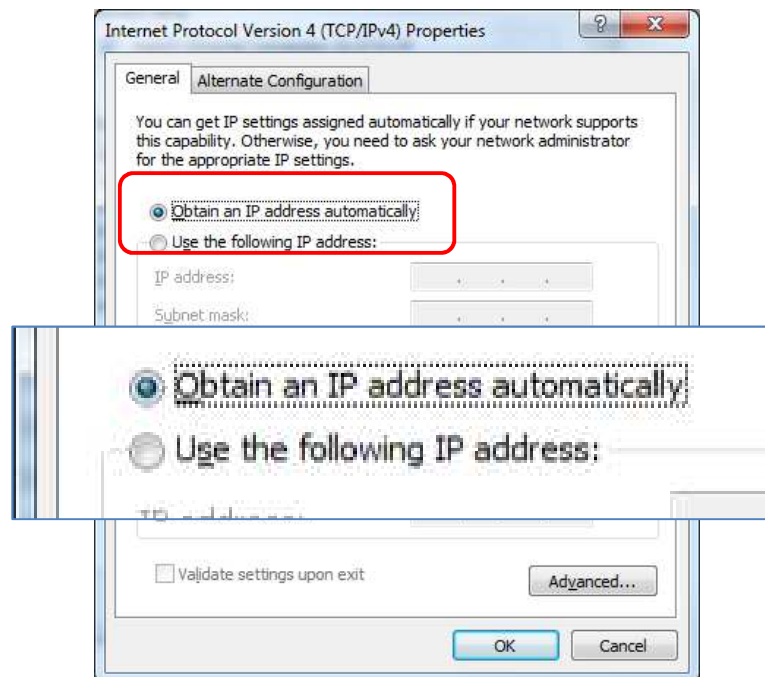 Internet Protocol Version 4 (TCP/IPv4) Properties
General
Alternate Configuration
You can get IP settings assigned automatically if your network supports
this capability. Otherwise, you need to ask your network administrator
for the appropriate IP settings.
Obtain an IP address automatically
Use the following IP address:
IP address:
Subnet mask:
Obtain an IP address automatically
Use the following IP address:
Validate settings upon exit
Advanced...
OK
Cancel